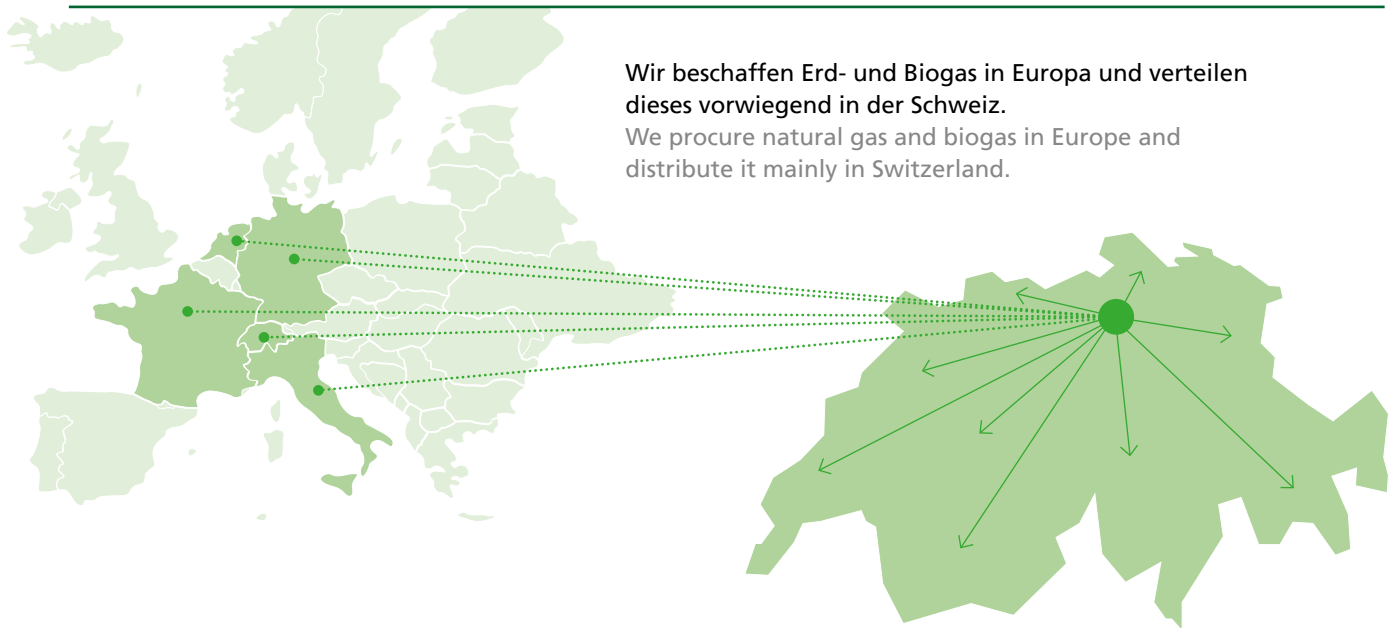 Wir beschaffen Erd- und Biogas in Europa und verteilen
dieses vorwiegend in der Schweiz.
We procure natural gas and biogas in Europe and
distribute it mainly in Switzerland.